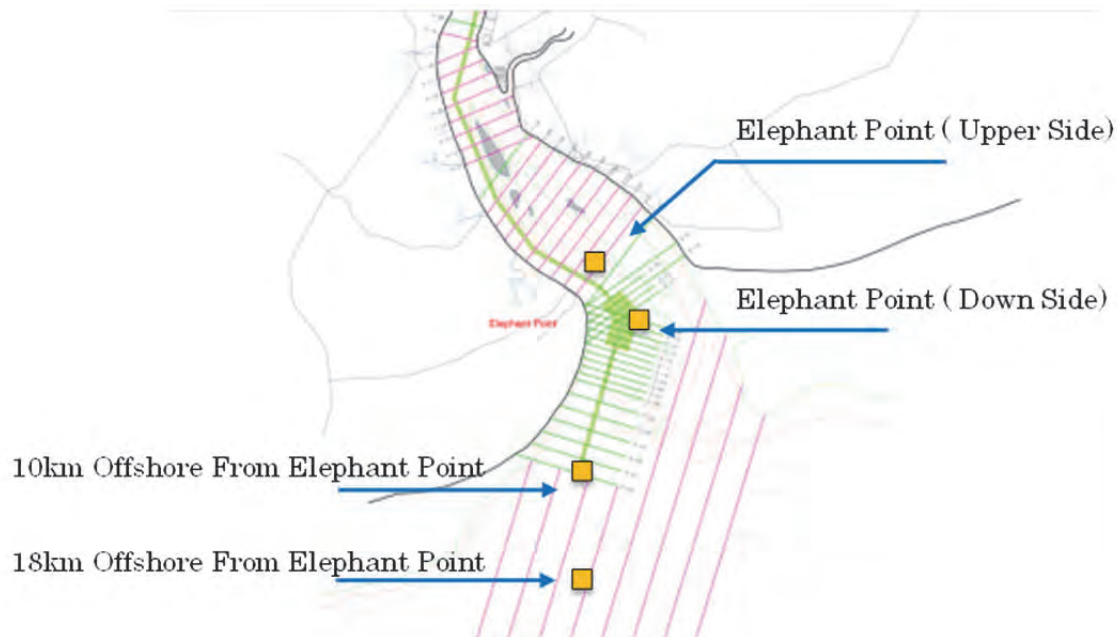 Elephant Point ( Upper Side)
Elephant Point ( Down Side)
Elephant Point
10km Offshore From Elephant Point
18km Offshore From Elephant Point